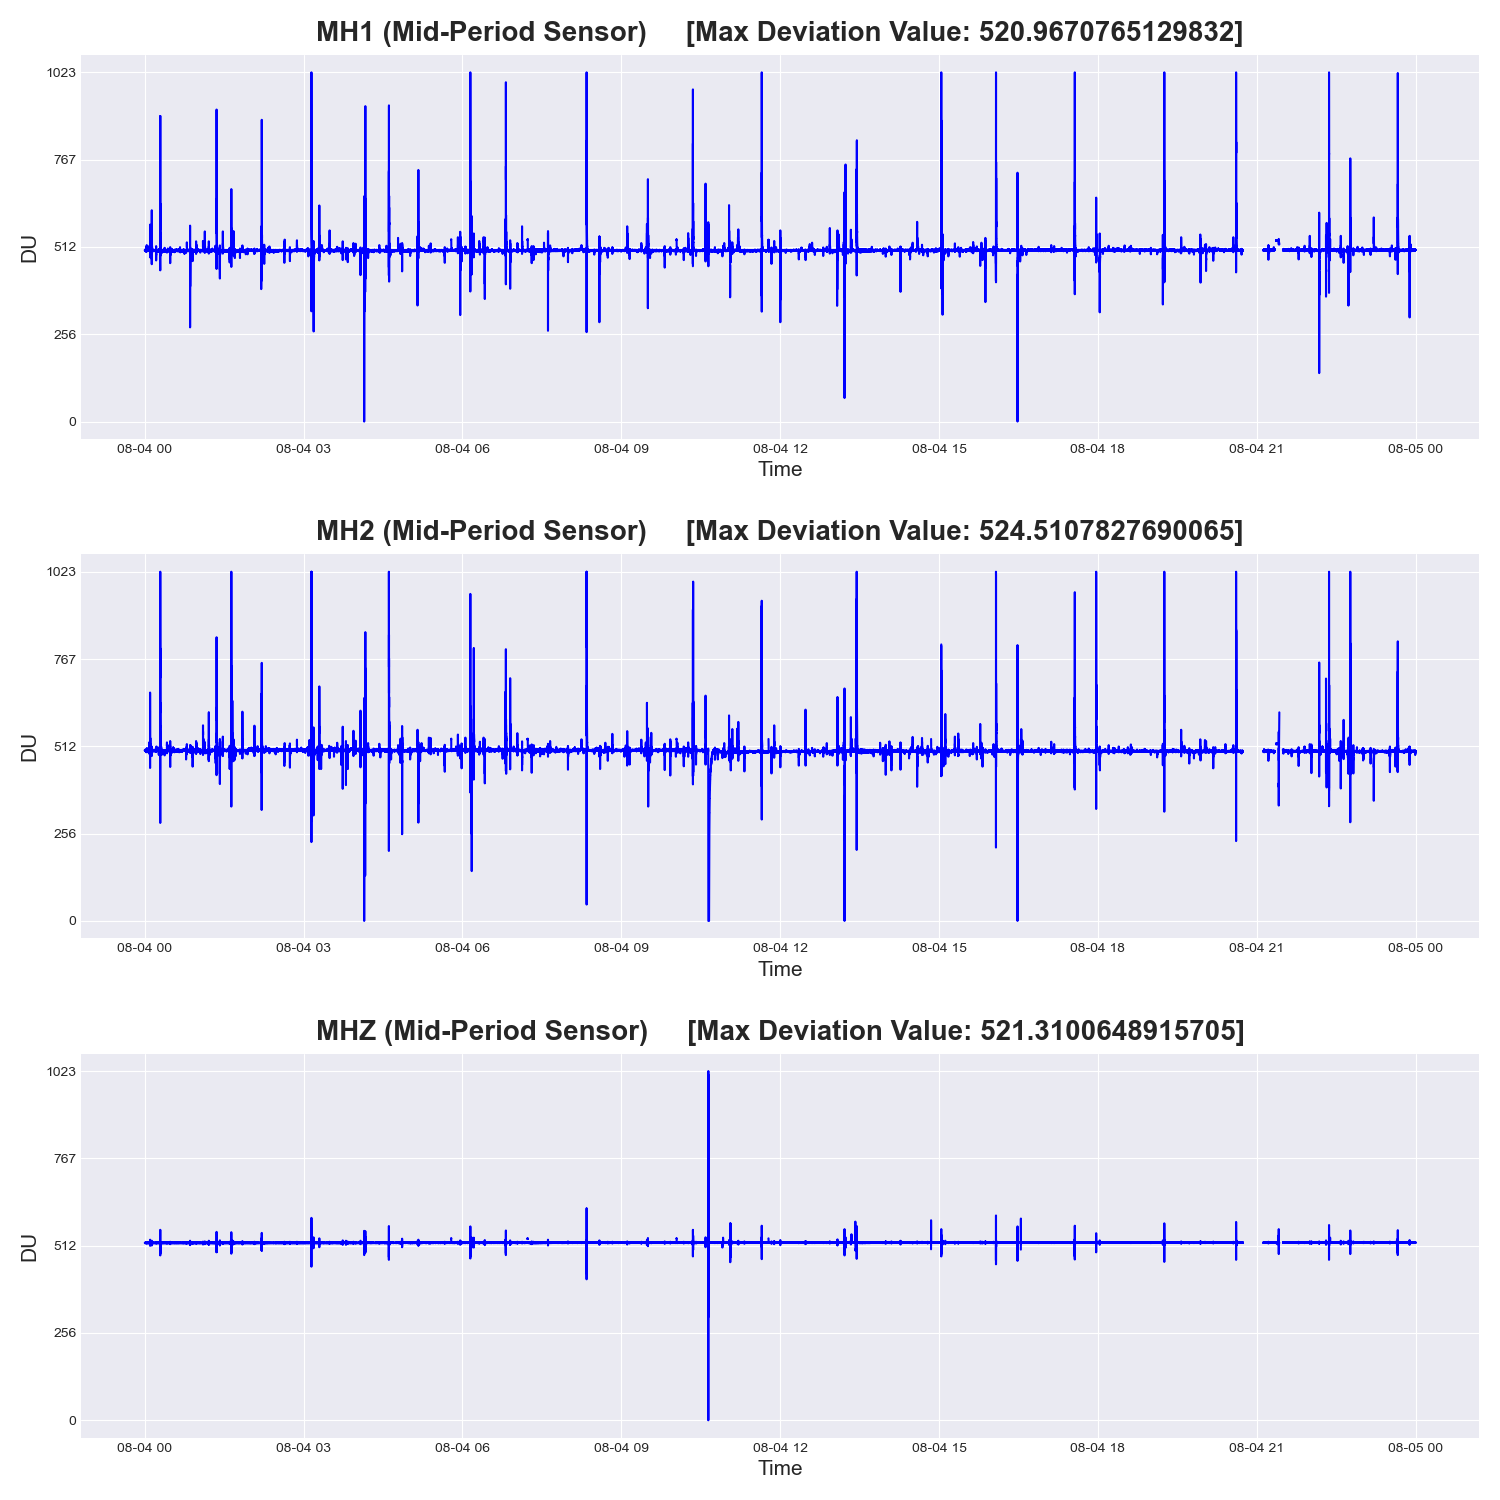 MH1 (Mid-Period Sensor) [Max Deviation Value: 520.9670765129832]
1023
767
512
256
0
DU
08-04 00 08-04 03 08-04 06 08-04 09 08-04 12 08-04 15 08-04 18 08-04 21 08-05 00
Time
MH2 (Mid-Period Sensor) [Max Deviation Value: 524.5107827690065]
1023
767
512
256
0
DU
08-04 00 08-04 03 08-04 06 08-04 09 08-04 12 08-04 15 08-04 18 08-04 21 08-05 00
Time
MHZ (Mid-Period Sensor) [Max Deviation Value: 521.3100648915705]
1023
767
512
256
0
DU
08-04 00 08-04 03 08-04 06 08-04 09 08-04 12 08-04 15 08-04 18 08-04 21 08-05 00
Time